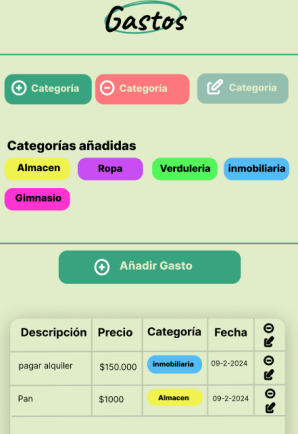 Gastos
Categoría Categoría Categoría
Categorías añadidas
Almacen Ropa Verduleria inmobiliaria
Gimnasio
Añadir Gasto
Descripción Precio Categoría Fecha
pagar alquiler $150.000 inmobiliaria 09-2-2024
Pan $1000 Almacen 09-2-2024